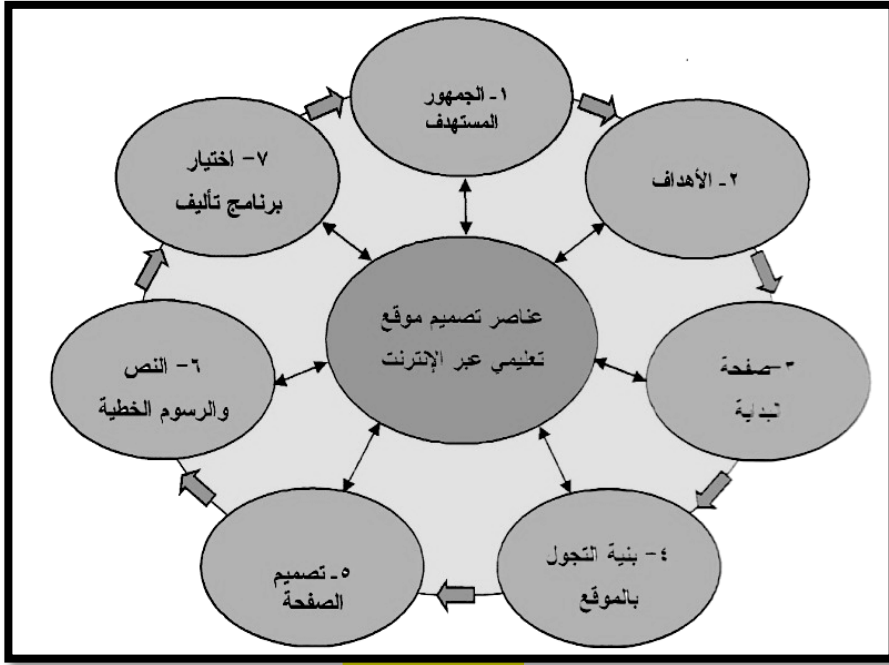 ١- الجمهور
المستهدف
٢- الأهداف
٣- صفحة
البداية
٤- بنية التجول
بالموقع
٥- تصميم
الصفحة
٦- النص
والرسوم الخطية
٧- اختيار
برنامج تأليف
عناصر تصميم موقع
تعليمي عبر الإنترنت